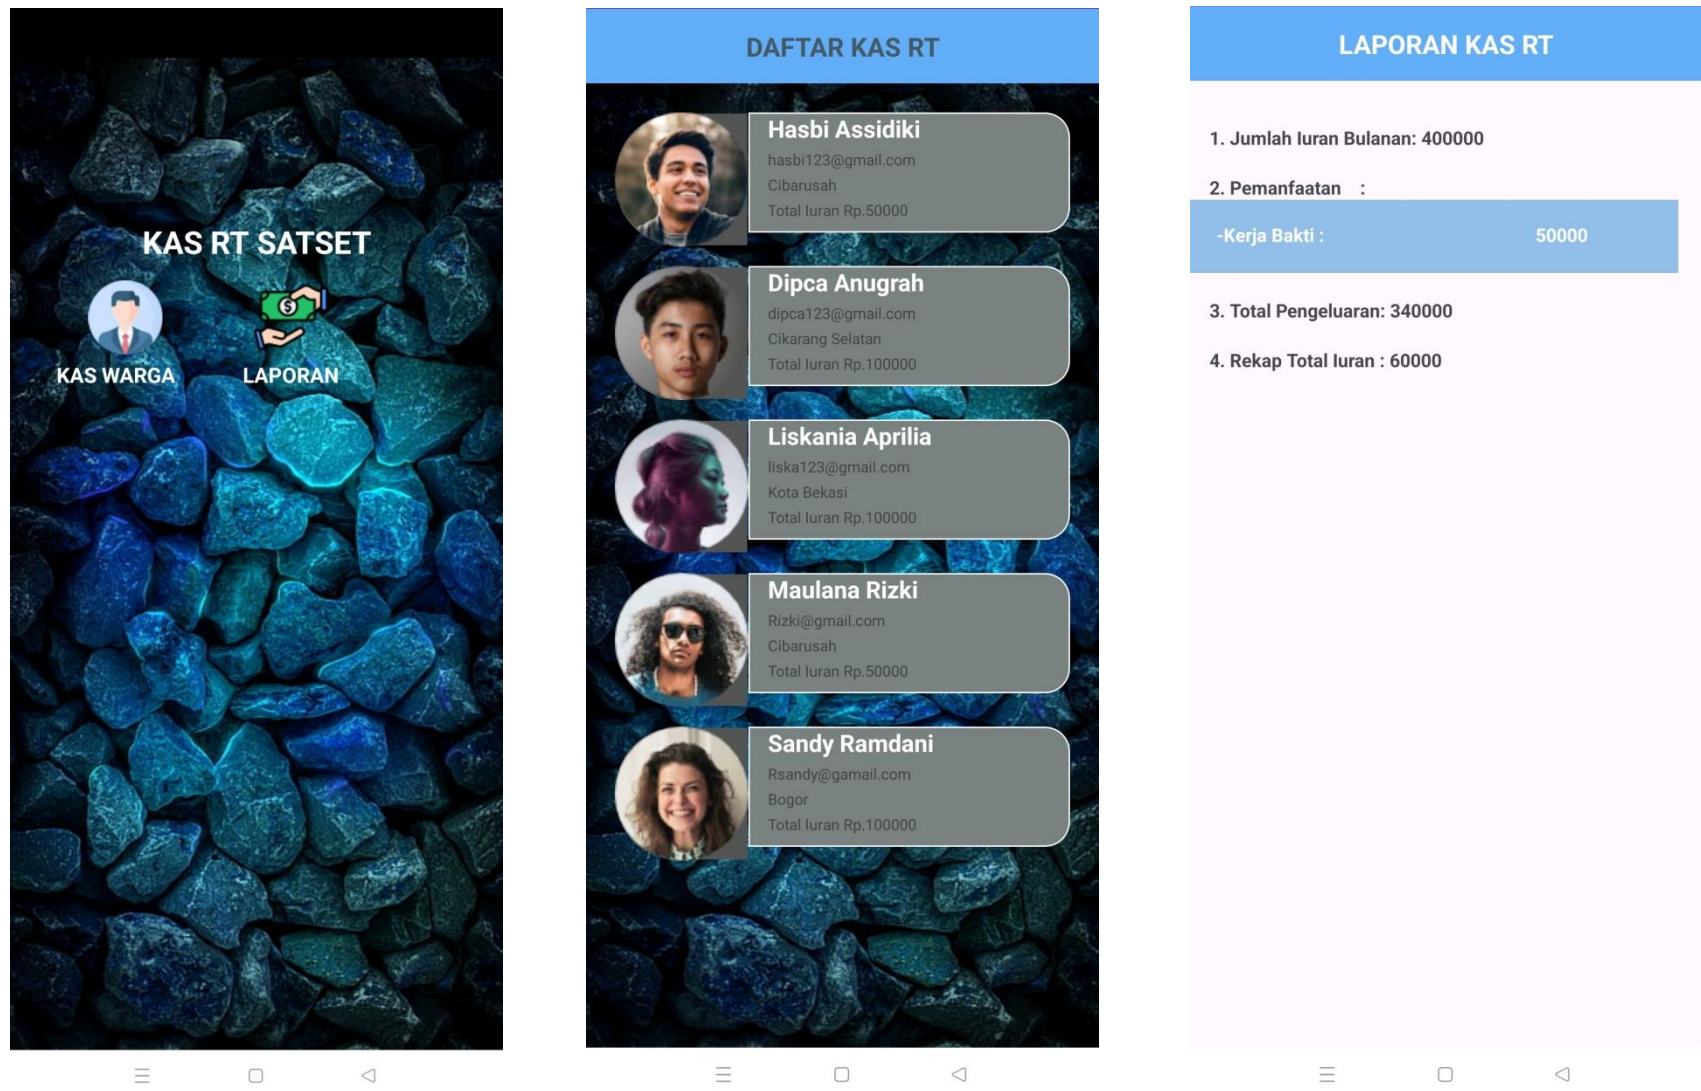 KAS RT SATSET
KAS WARGA
LAPORAN
DAFTAR KAS RT
Hasbi Assidiki
hasbi123@gmail.com
Cibarusah
Total Iuran Rp.50000
Dipca Anugrah
dipca123@gmail.com
Cikarang Selatan
Total Iuran Rp.100000
Liskania Aprilia
liska123@gmail.com
Kota Bekasi
Total Iuran Rp.100000
Maulana Rizki
Rizki@gmail.com
Cibarusah
Total Iuran Rp.50000
Sandy Ramdani
Rsandy@gamail.com
Bogor
Total Iuran Rp.100000
LAPORAN KAS RT
1. Jumlah Iuran Bulanan: 400000
2. Pemanfaatan :
-Kerja Bakti : 50000
3. Total Pengeluaran: 340000
4. Rekap Total Iuran : 60000